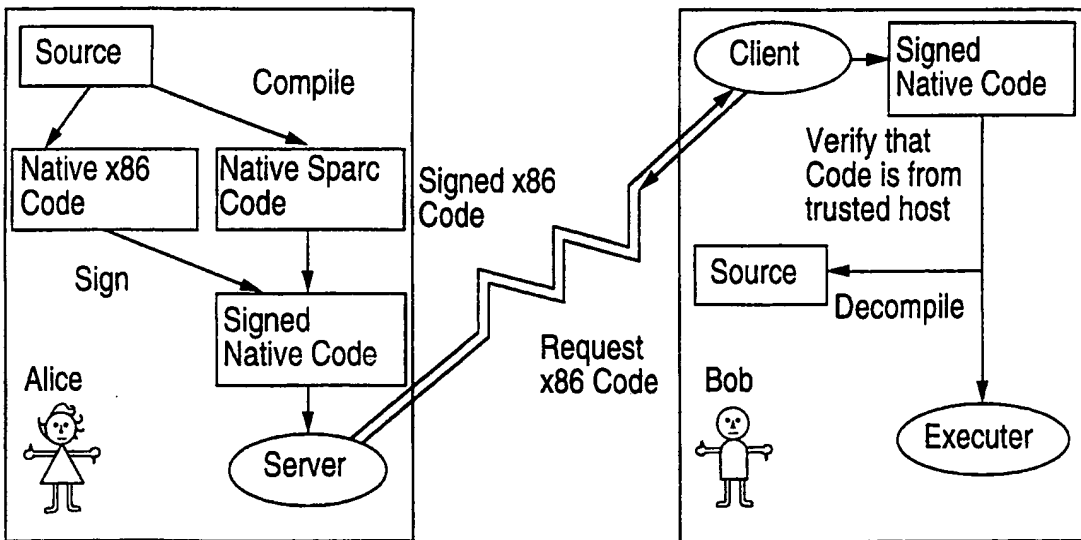 Source
Compile
Native x86
Code
Native Sparc
Code
Sign
Signed
Native Code
Alice
Server
Signed x86
Code
Request
x86 Code
Client
Signed
Native Code
Verify that
Code is from
trusted host
Source
Decompile
Bob
Executer